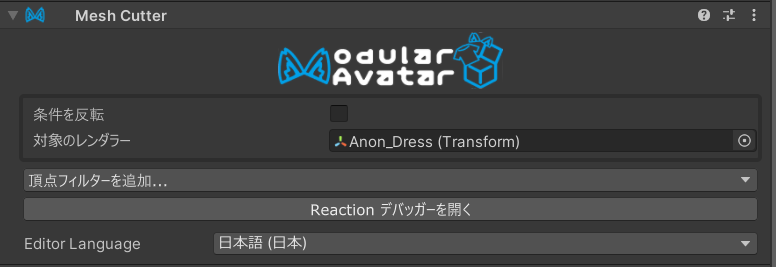 Mesh Cutter
Modular
Avatar
条件を反転
対象のレンダラー
Anon_Dress (Transform)
頂点フィルターを追加...
Reaction デバッガーを開く
Editor Language
日本語 (日本)